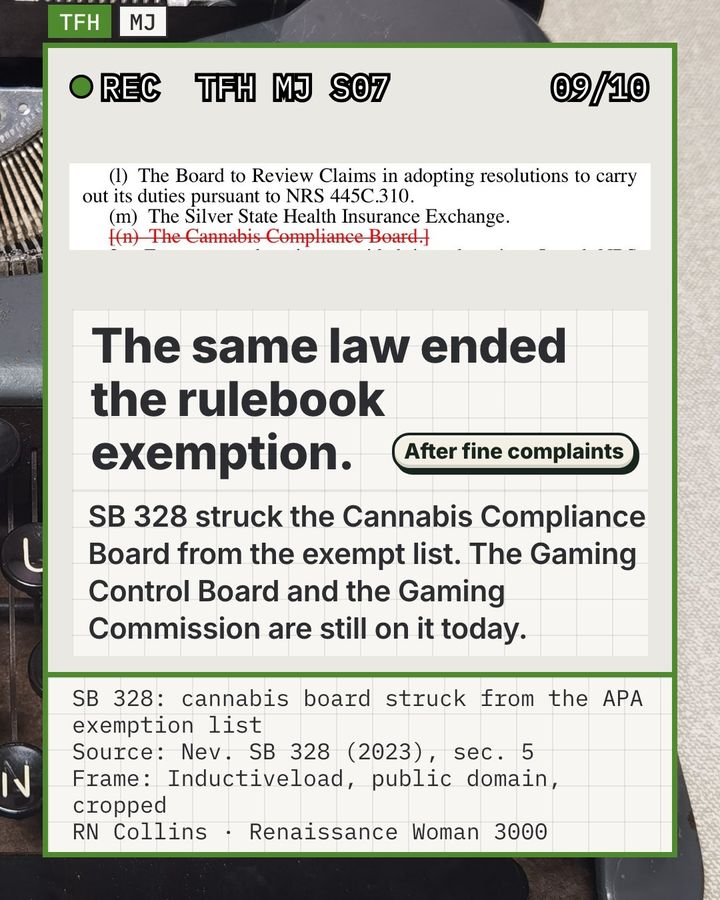 TFH MJ
REC TFH MJ S07 09/10
(l) The Board to Review Claims in adopting resolutions to carry
out its duties pursuant to NRS 445C.310.
(m) The Silver State Health Insurance Exchange.
[(n) The Cannabis Compliance Board.]
The same law ended
the rulebook
exemption.
After fine complaints
SB 328 struck the Cannabis Compliance
Board from the exempt list. The Gaming
Control Board and the Gaming
Commission are still on it today.
SB 328: cannabis board struck from the APA
exemption list
Source: Nev. SB 328 (2023), sec. 5
Frame: Inductiveload, public domain,
cropped
RN Collins · Renaissance Woman 3000
N